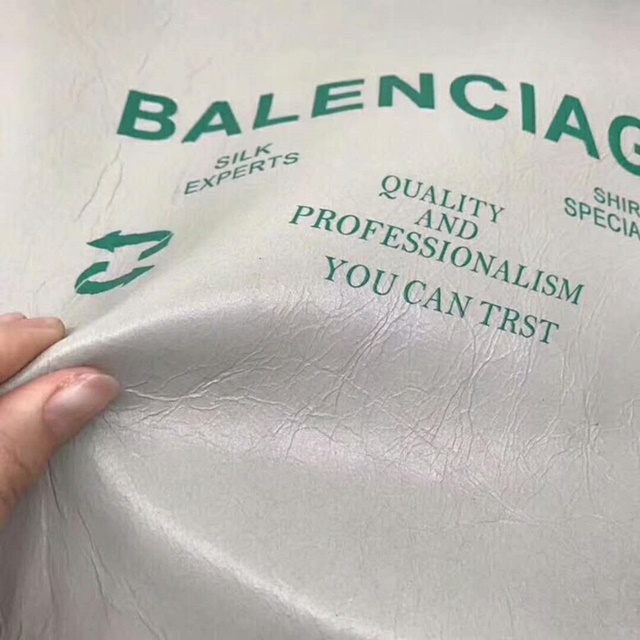 BALENCIAG
SILK
EXPERTS
QUALITY
AND
PROFESSIONALISM
YOU CAN TRST
SHIR
SPECIA